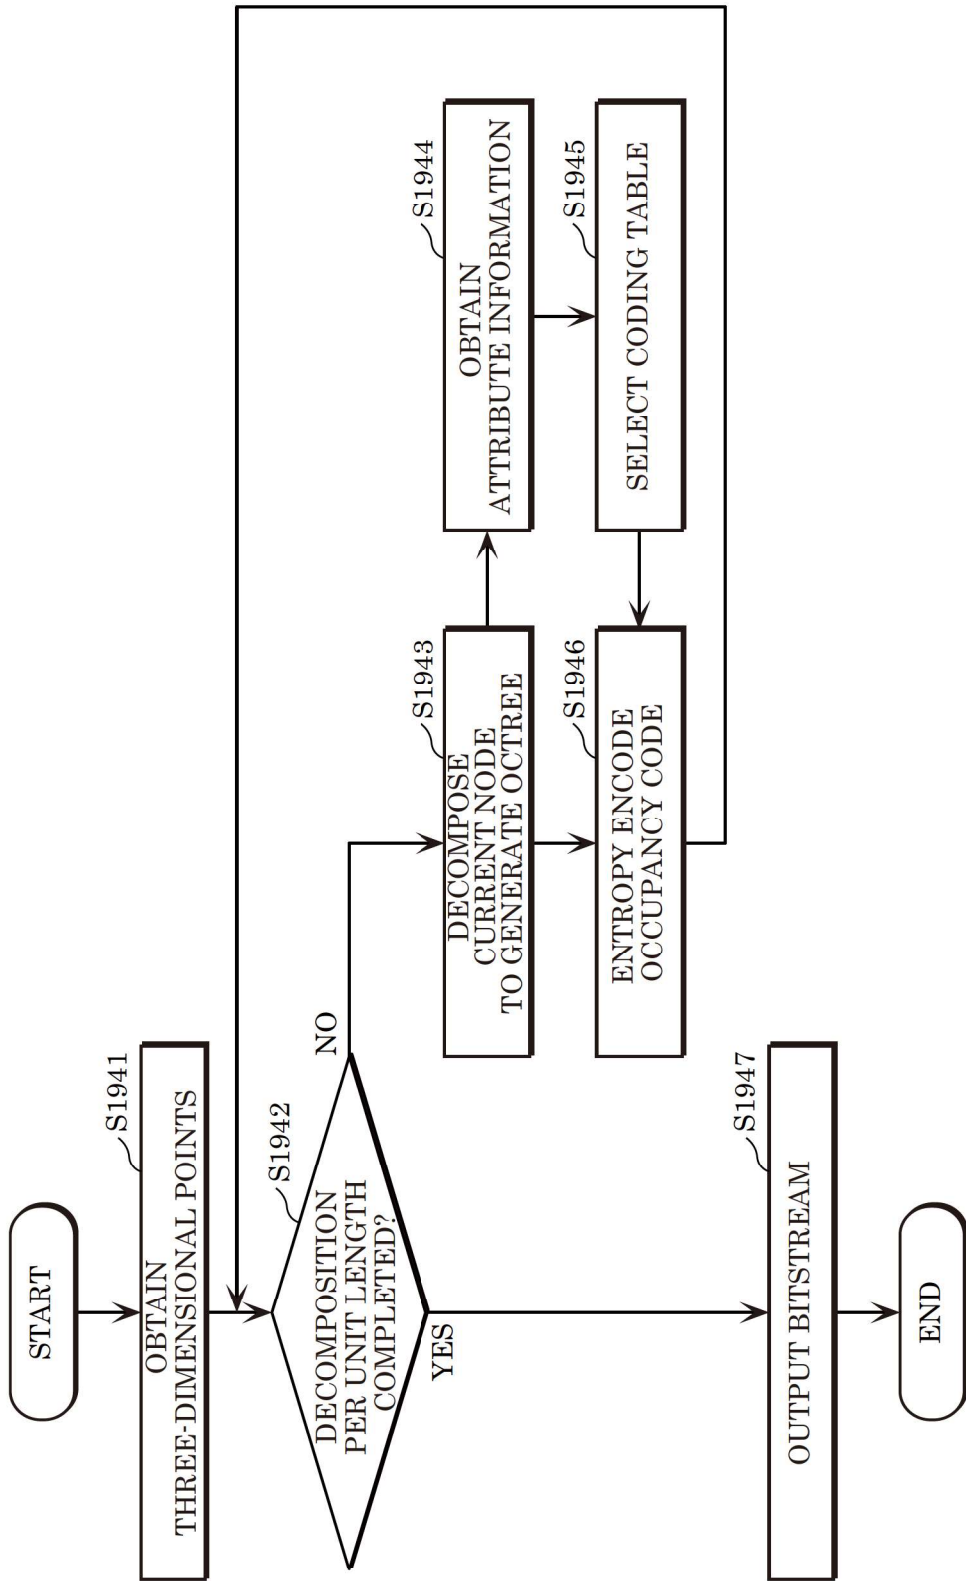 START
S1941
OBTAIN
THREE-DIMENSIONAL POINTS
S1942
DECOMPOSITION
PER UNIT LENGTH
COMPLETED?
NO
YES
S1943
DECOMPOSE
CURRENT NODE
TO GENERATE OCTREE
S1944
OBTAIN
ATTRIBUTE INFORMATION
S1945
SELECT CODING TABLE
S1946
ENTROPY ENCODE
OCCUPANCY CODE
S1947
OUTPUT BITSTREAM
END